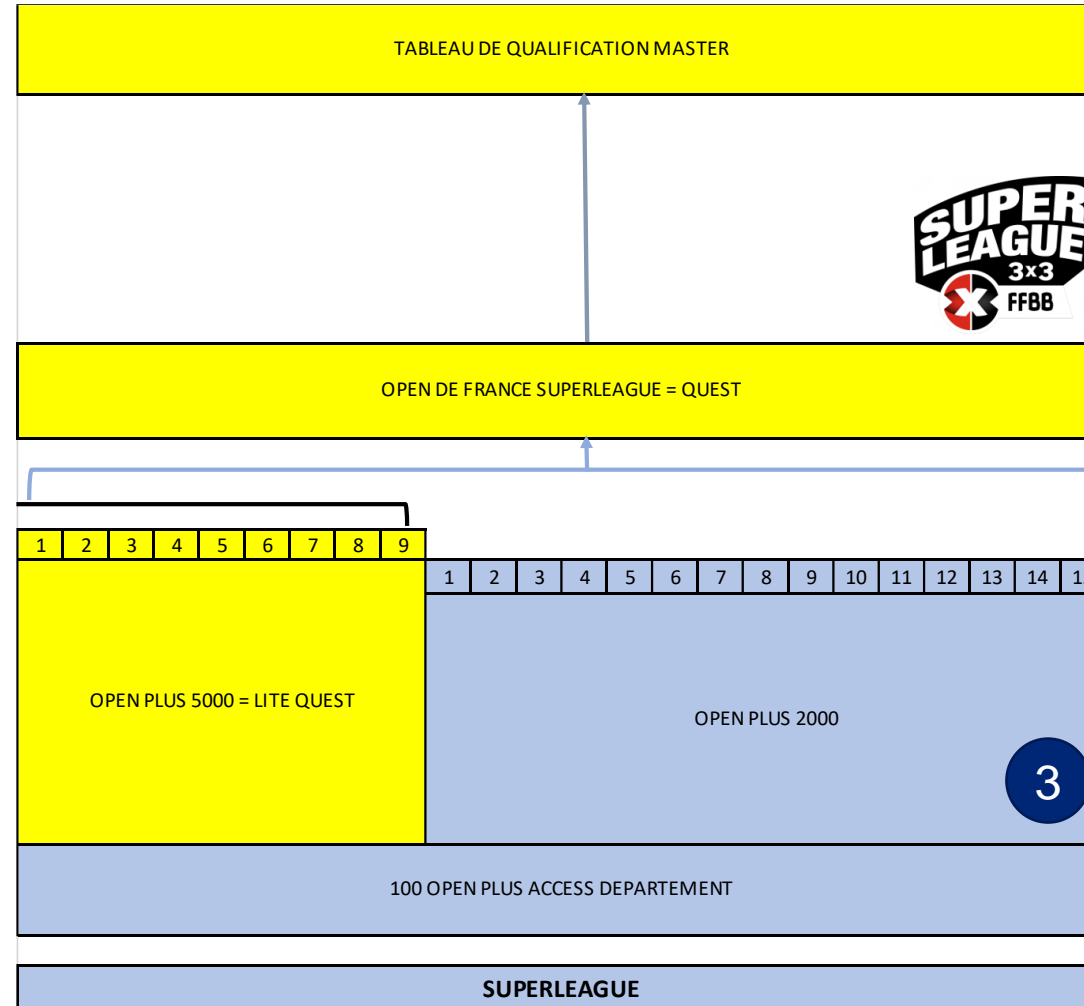 TABLEAU DE QUALIFICATION MASTER
SUPER
LEAGUE
3x3
FFBB
OPEN DE FRANCE SUPERLEAGUE = QUEST
1 2 3 4 5 6 7 8 9
1 2 3 4 5 6 7 8 9 10 11 12 13 14
OPEN PLUS 5000 = LITE QUEST
OPEN PLUS 2000
3
100 OPEN PLUS ACCESS DEPARTEMENT
SUPERLEAGUE